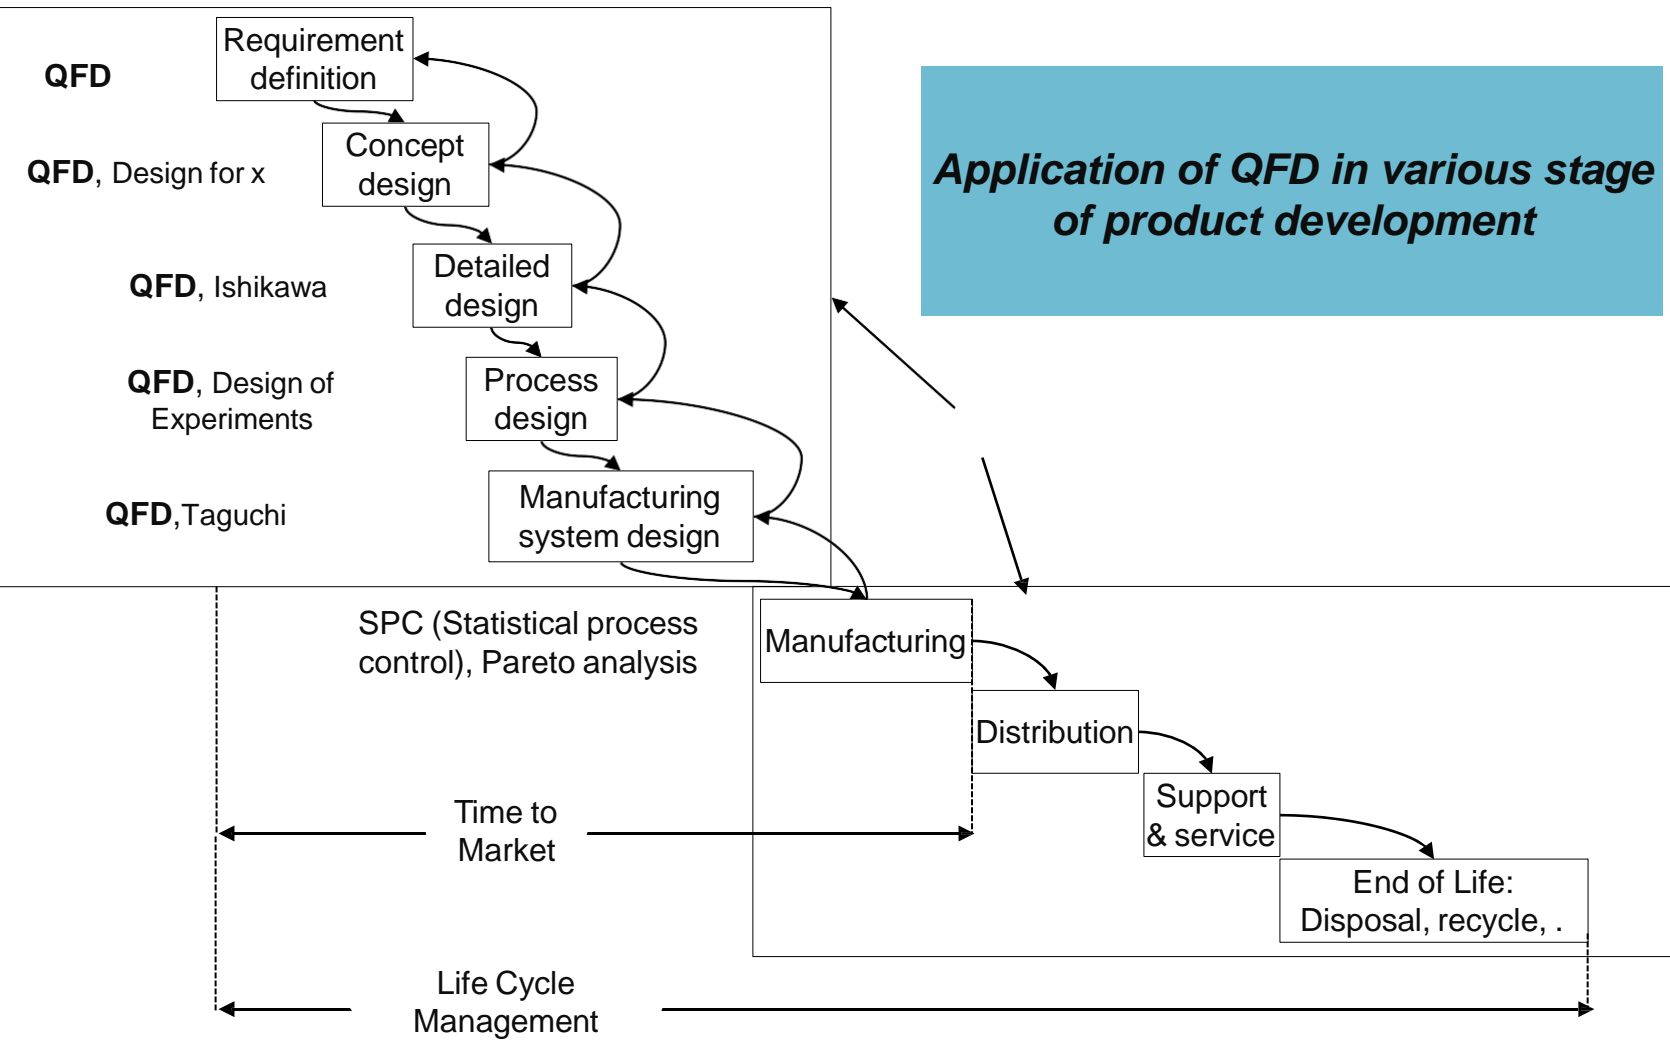 Requirement
definition
QFD
Application of QFD in various stage
of product development
Concept
design
QFD, Design for x
Detailed
design
QFD, Ishikawa
Process
design
QFD, Design of
Experiments
Manufacturing
system design
QFD,Taguchi
SPC (Statistical process
control), Pareto analysis
Manufacturing
Distribution
Support
& service
Time to
Market
End of Life:
Disposal, recycle, .
Life Cycle
Management